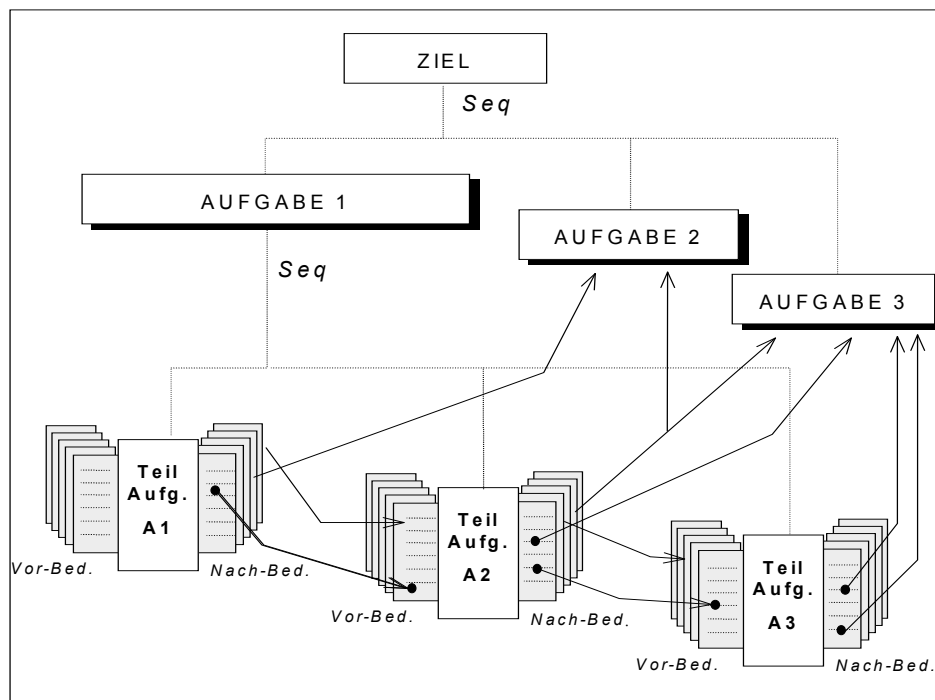 ZIEL
Seq
AUFGABE 1
AUFGABE 2
Seq
AUFGABE 3
Teil
Aufg.
A1
Vor-Bed.
Nach-Bed.
Teil
Aufg.
A2
Vor-Bed.
Nach-Bed.
Teil
Aufg.
A3
Vor-Bed.
Nach-Bed.